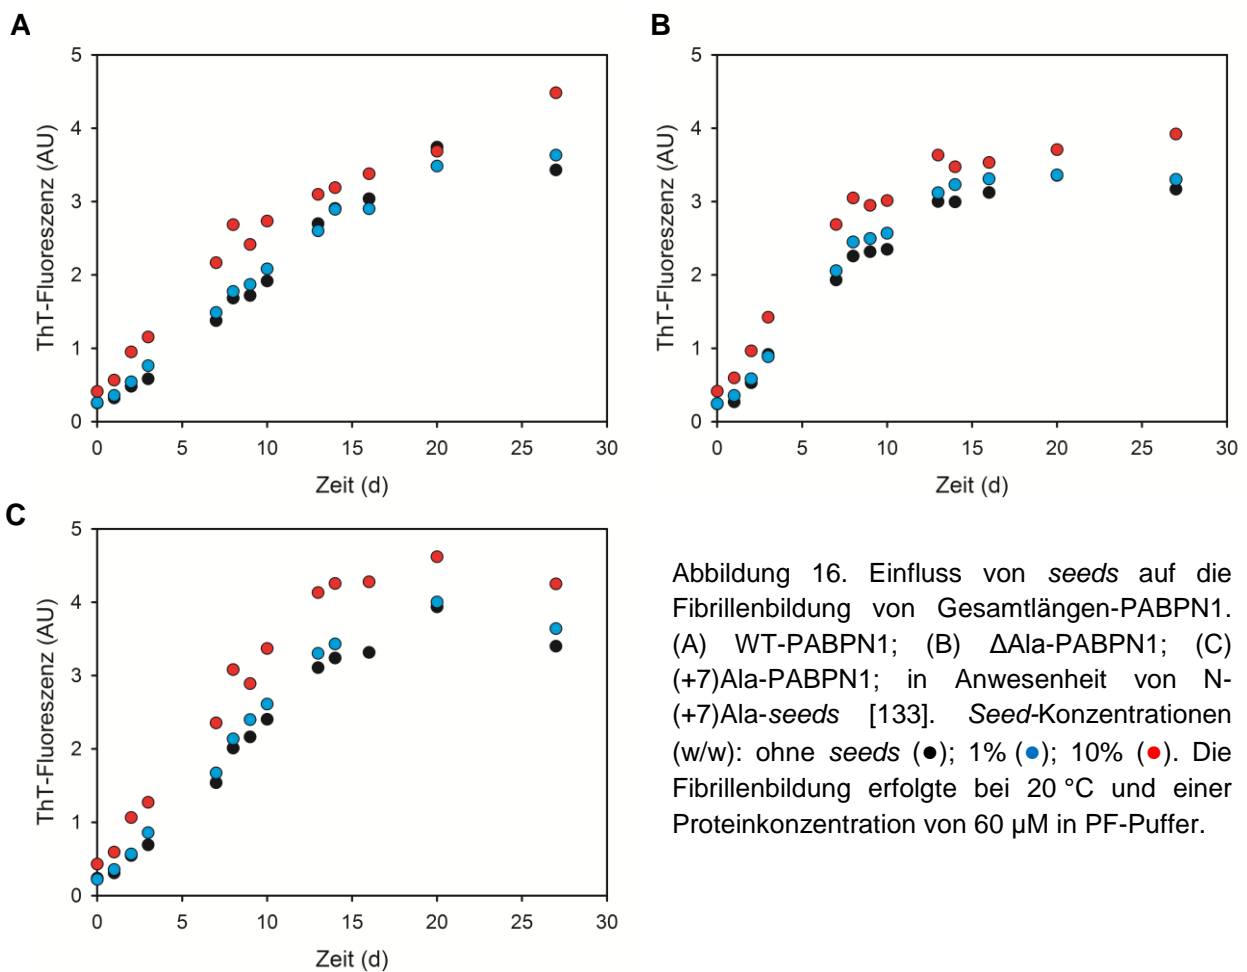 A
5
4
3
2
1
0
ThT-Fluoreszenz (AU)
0 5 10 15 20 25 30
Zeit (d)
B
5
4
3
2
1
0
ThT-Fluoreszenz (AU)
0 5 10 15 20 25 30
Zeit (d)
C
5
4
3
2
1
0
ThT-Fluoreszenz (AU)
0 5 10 15 20 25 30
Zeit (d)
Abbildung 16. Einfluss von seeds auf die
Fibrillenbildung von Gesamtlängen-PABPN1.
(A) WT-PABPN1; (B) ΔAla-PABPN1; (C)
(+7)Ala-PABPN1; in Anwesenheit von N-
(+7)Ala-seeds [133]. Seed-Konzentrationen
(w/w): ohne seeds (●); 1% (●); 10% (●). Die
Fibrillenbildung erfolgte bei 20 °C und einer
Proteinkonzentration von 60 µM in PF-Puffer.